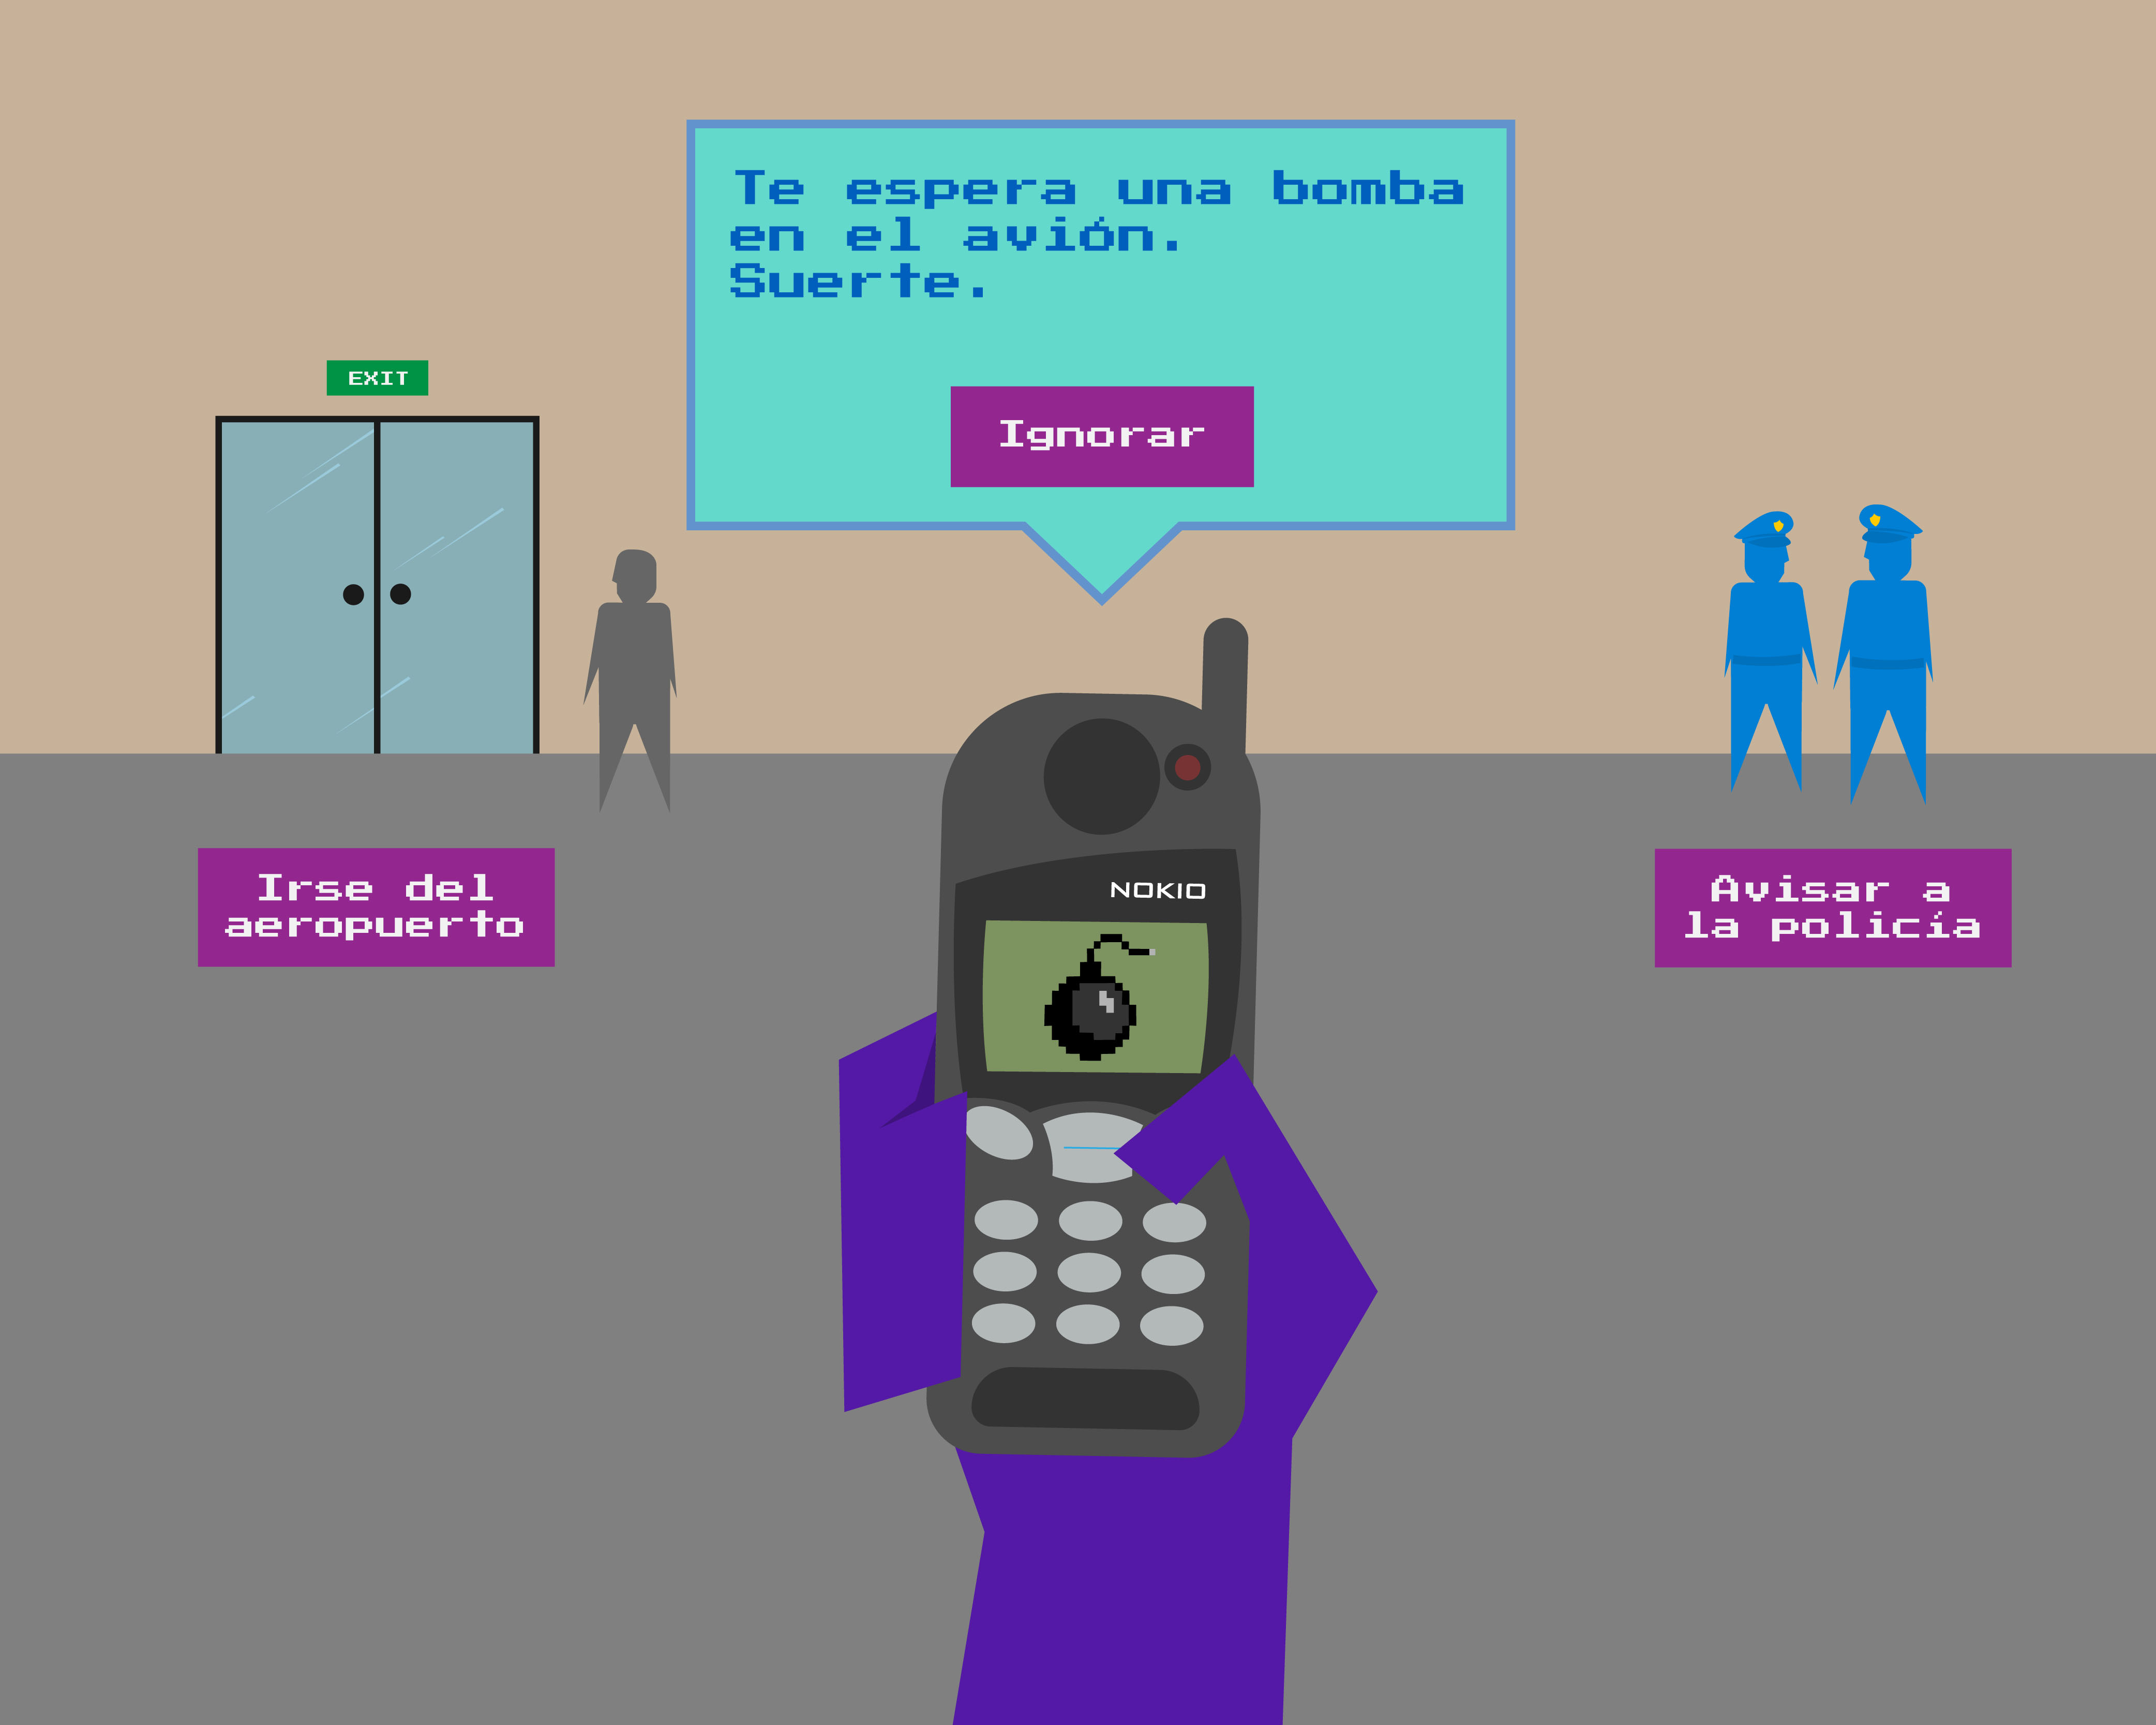 Te espera una bomba
en el avión.
Suerte.
Ignorar
EXIT
Irse del
aeropuerto
Avisar a
la policía
NOKIO